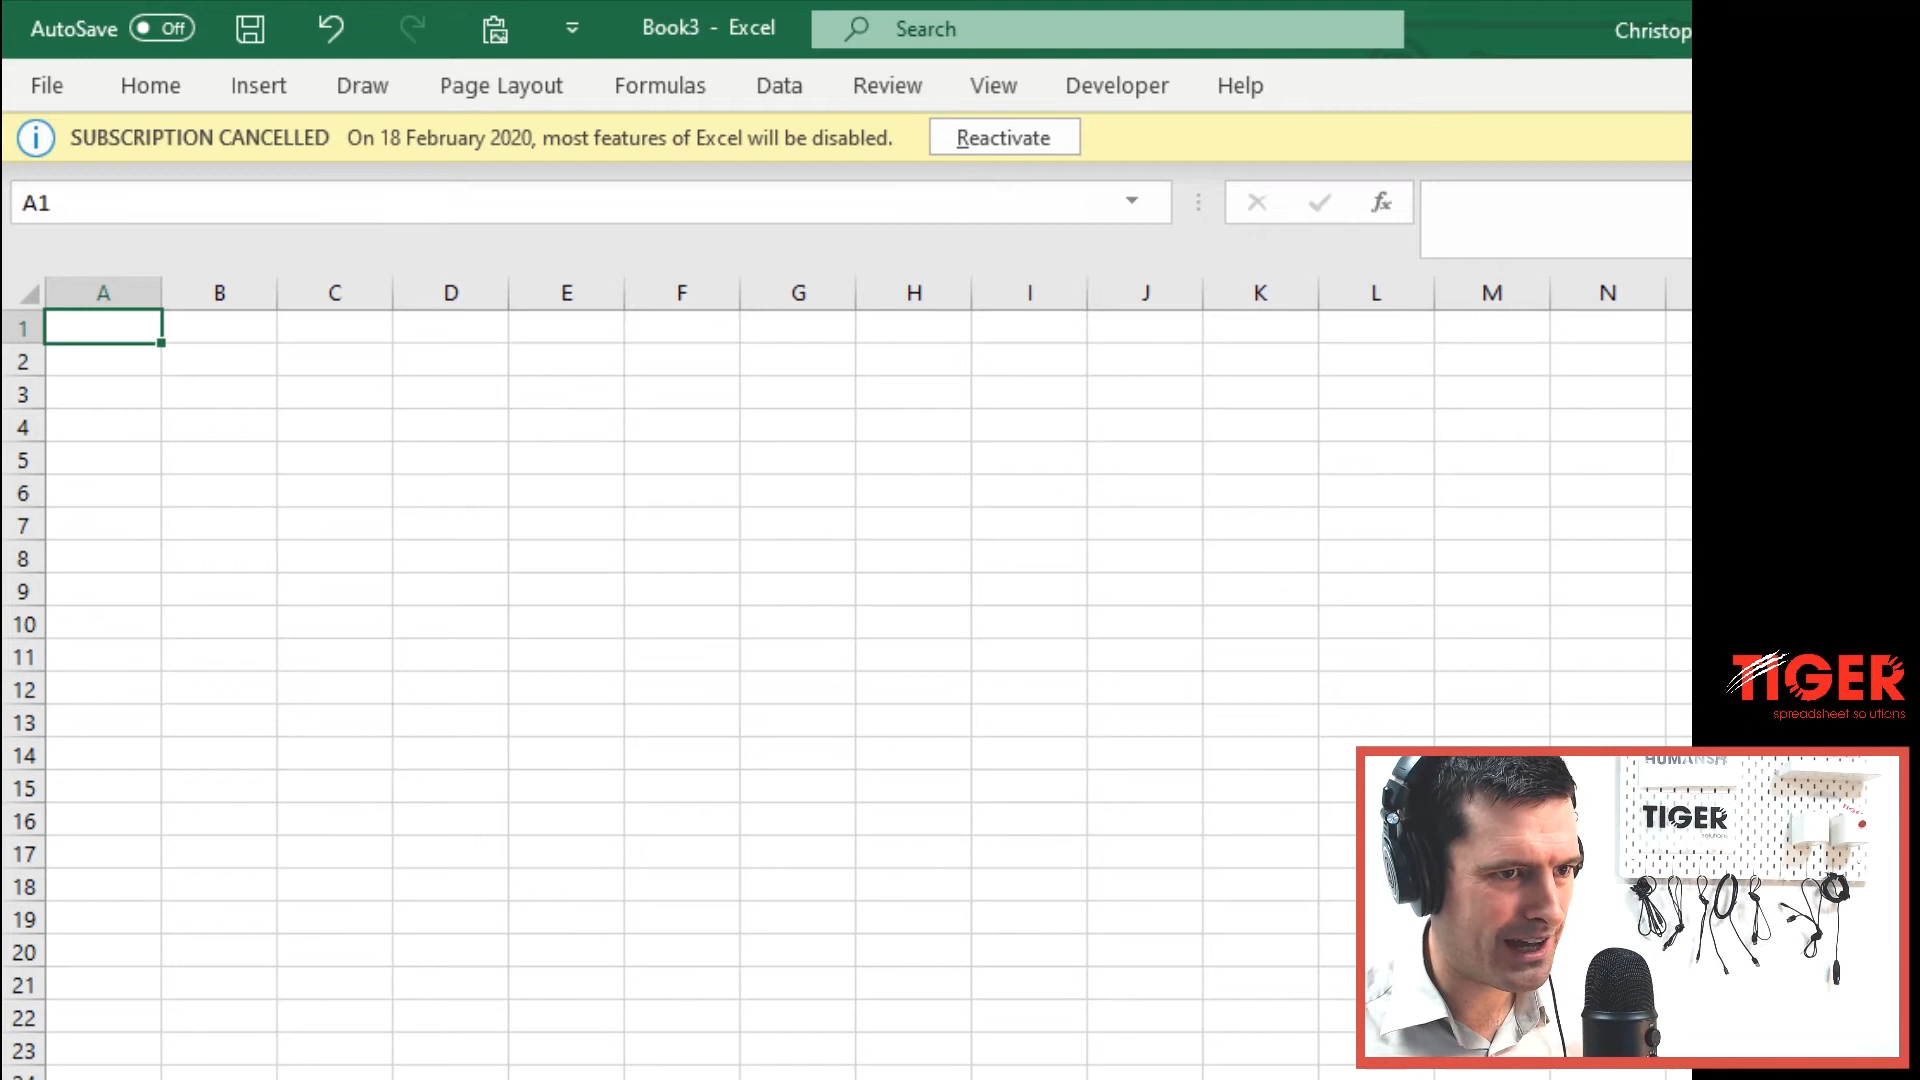 AutoSave Off Book3 - Excel Search Christop
File Home Insert Draw Page Layout Formulas Data Review View Developer Help
SUBSCRIPTION CANCELLED On 18 February 2020, most features of Excel will be disabled. Reactivate
A1 fx
A B C D E F G H I J K L M N
1
2
3
4
5
6
7
8
9
10
11
12
13
14
15
16
17
18
19
20
21
22
23
TIGER
spreadsheet so utions
TIGER